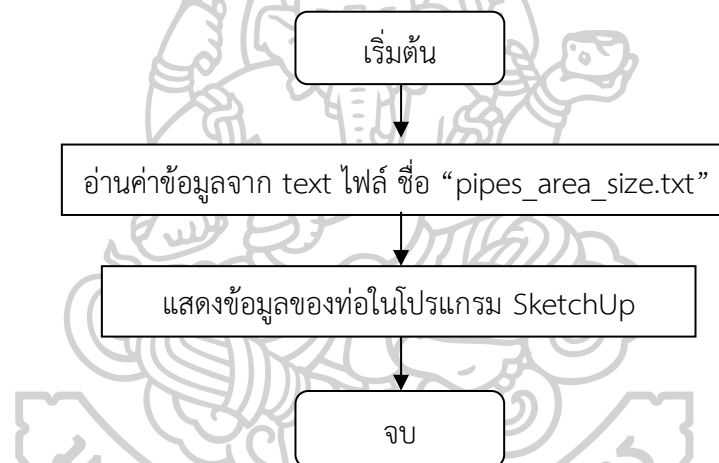 เริ่มต้น
อ่านค่าข้อมูลจาก text ไฟล์ ชื่อ “pipes_area_size.txt”
แสดงข้อมูลของท่อในโปรแกรม SketchUp
จบ